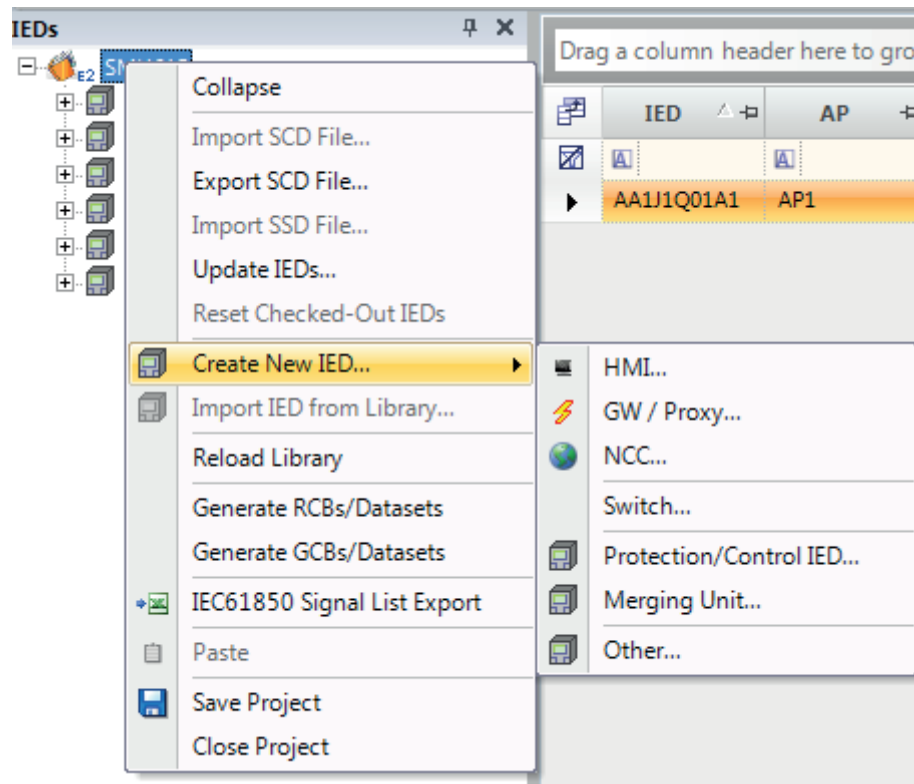 IEDs
E2
Drag a column header here to gro
IED
AP
AA1J1Q01A1
AP1
Collapse
Import SCD File...
Export SCD File...
Import SSD File...
Update IEDs...
Reset Checked-Out IEDs
Create New IED...
Import IED from Library...
Reload Library
Generate RCBs/Datasets
Generate GCBs/Datasets
IEC61850 Signal List Export
Paste
Save Project
Close Project
HMI...
GW / Proxy...
NCC...
Switch...
Protection/Control IED...
Merging Unit...
Other...